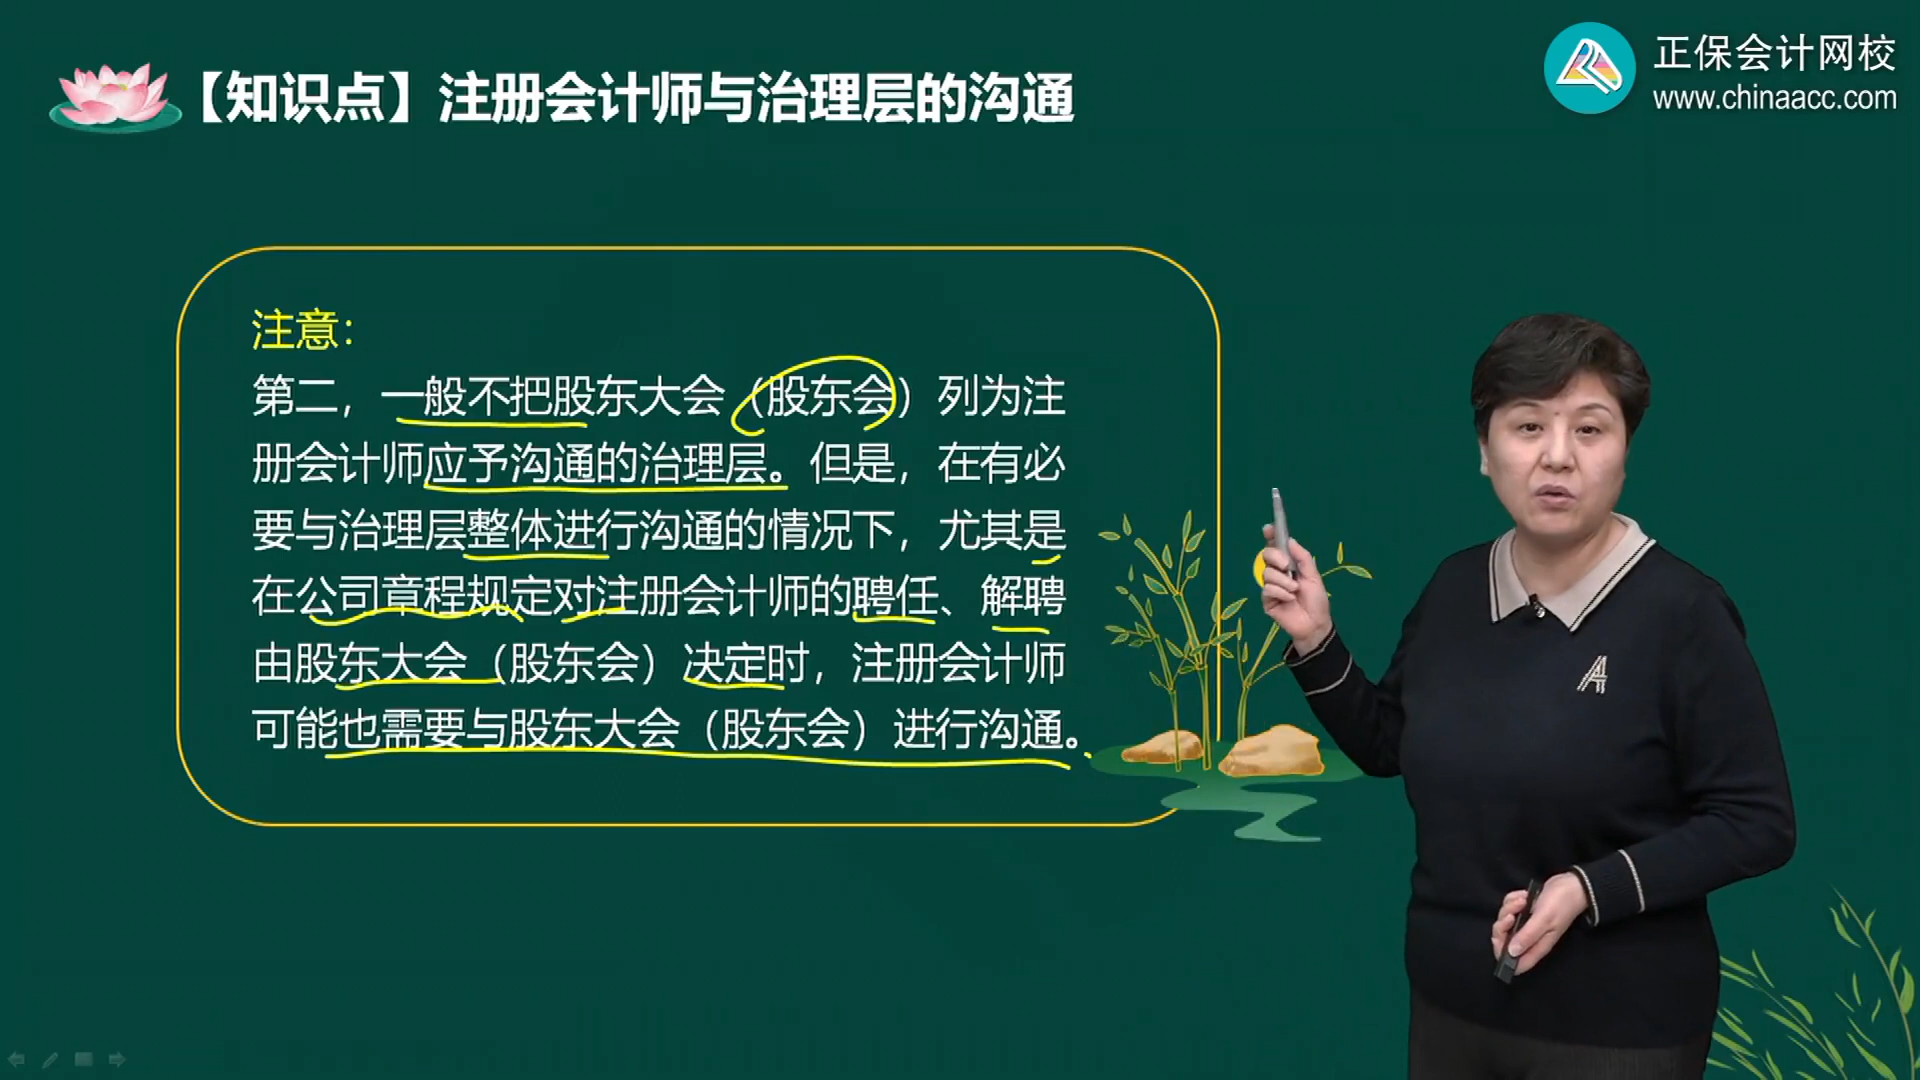 【知识点】注册会计师与治理层的沟通
正保会计网校
www.chinaacc.com
注意：
第二，一般不把股东大会（股东会）列为注
册会计师应予沟通的治理层。但是，在有必
要与治理层整体进行沟通的情况下，尤其是
在公司章程规定对注册会计师的聘任、解聘
由股东大会（股东会）决定时，注册会计师
可能也需要与股东大会（股东会）进行沟通。